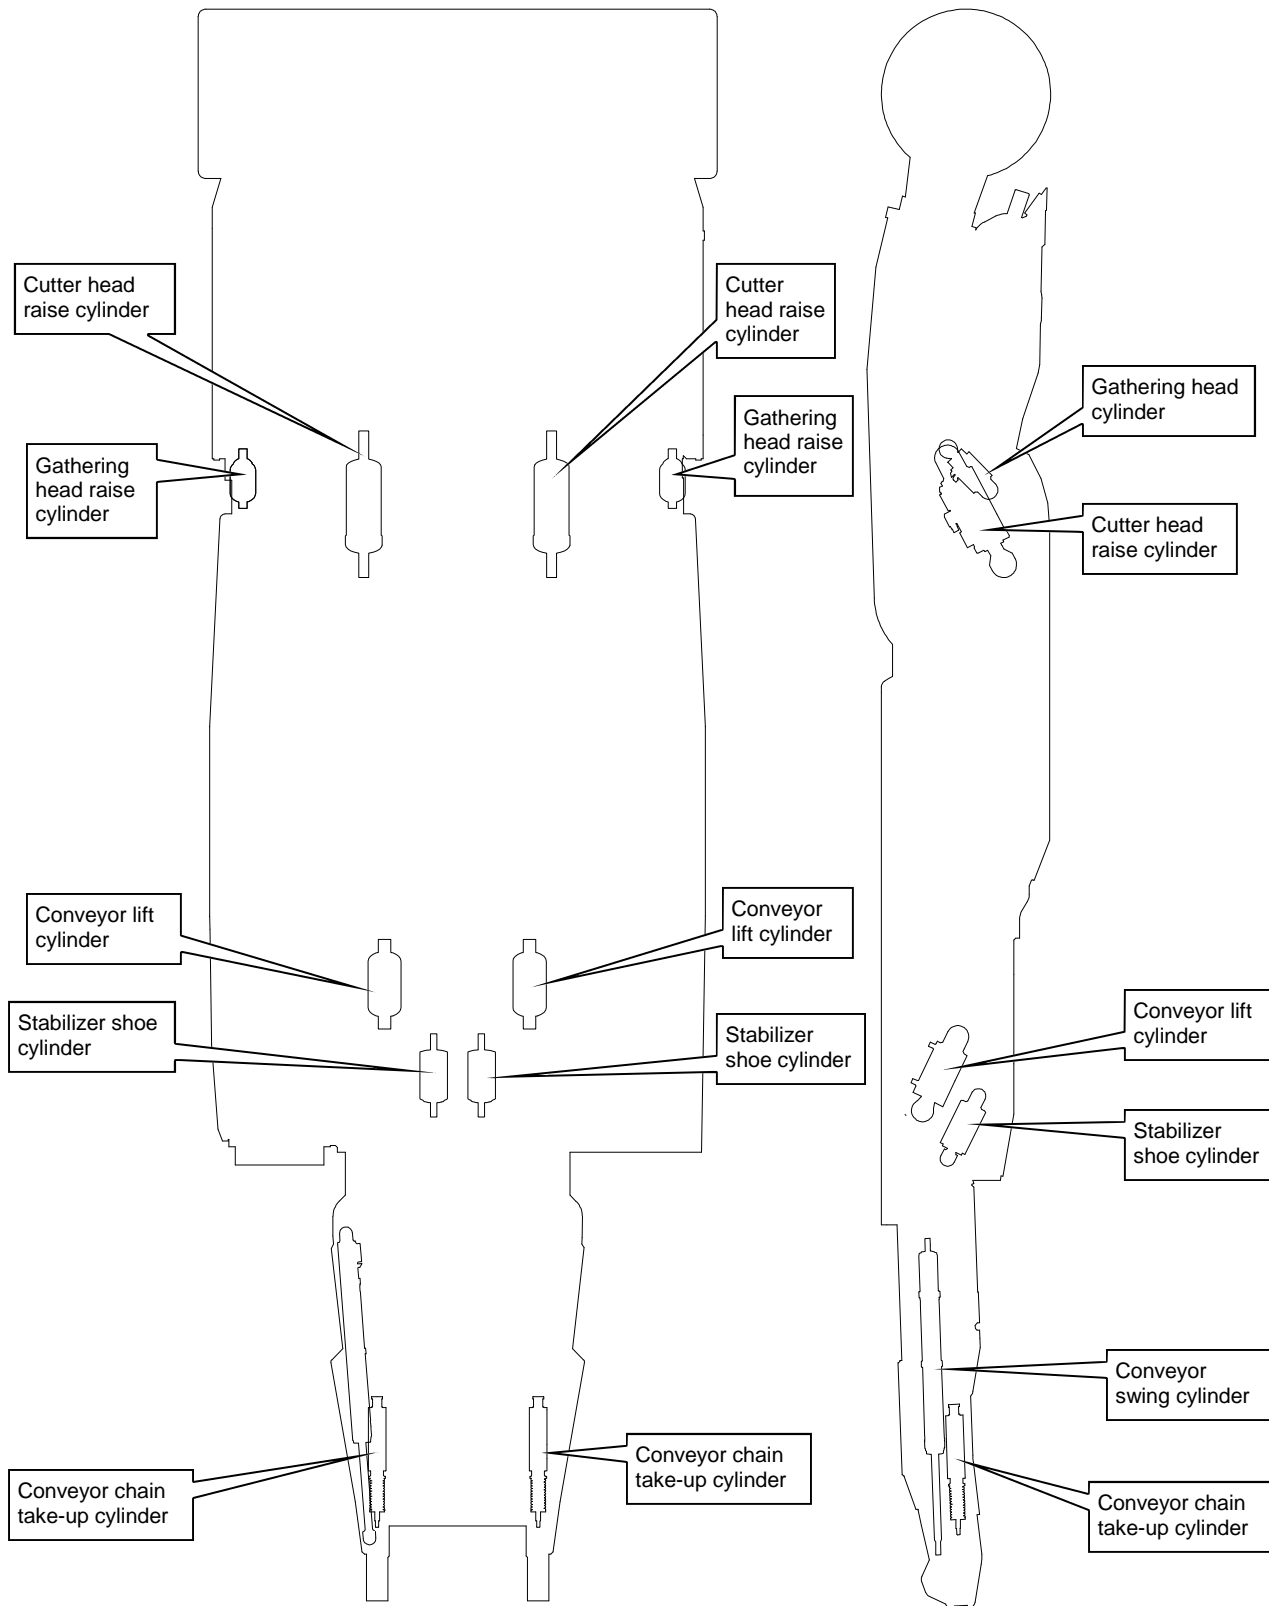 Cutter head
raise cylinder
Cutter
head raise
cylinder
Gathering head
cylinder
Gathering
head raise
cylinder
Gathering
head raise
cylinder
Cutter head
raise cylinder
Conveyor lift
cylinder
Conveyor
lift cylinder
Stabilizer shoe
cylinder
Stabilizer
shoe cylinder
Conveyor lift
cylinder
Stabilizer
shoe cylinder
Conveyor
swing cylinder
Conveyor chain
take-up cylinder
Conveyor chain
take-up cylinder
Conveyor chain
take-up cylinder